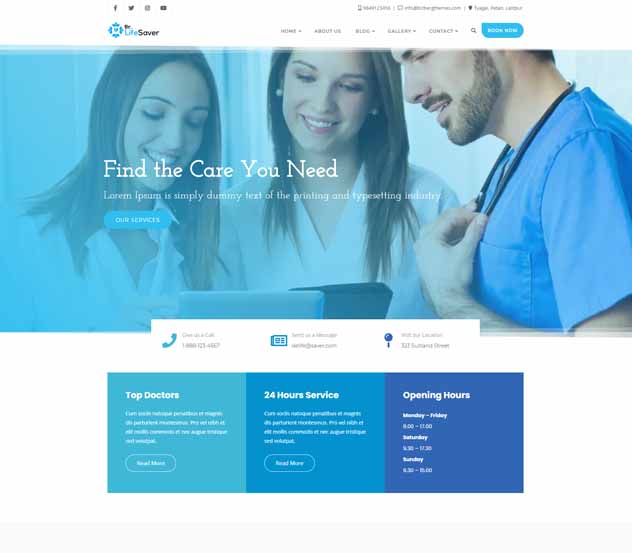 9849123456 | info@lotbergthemes.com | Tyagal, Patan, Lalitpur
the
LifeSaver
HOME ABOUT US BLOG GALLERY CONTACT BOOK NOW
Find the Care You Need
Lorem Ipsum is simply dummy text of the printing and typesetting industry.
OUR SERVICES
Give us a Call Send us a Message Visit our Location
1-888-123-4567 delife@saver.com 323 Sutiland Street
Top Doctors
Cum sociis natoque penatibus et magnis
dis parturient montesmus. Pro vel nibh et
elit mollis commodo et nec augue tristique
sed volutpat.
Read More
24 Hours Service
Cum sociis natoque penatibus et magnis
dis parturient montesmus. Pro vel nibh et
elit mollis commodo et nec augue tristique
sed volutpat.
Read More
Opening Hours
Monday – Friday
8.00 – 17.00
Saturday
9.30 – 17.30
Sunday
9.30 – 15.00